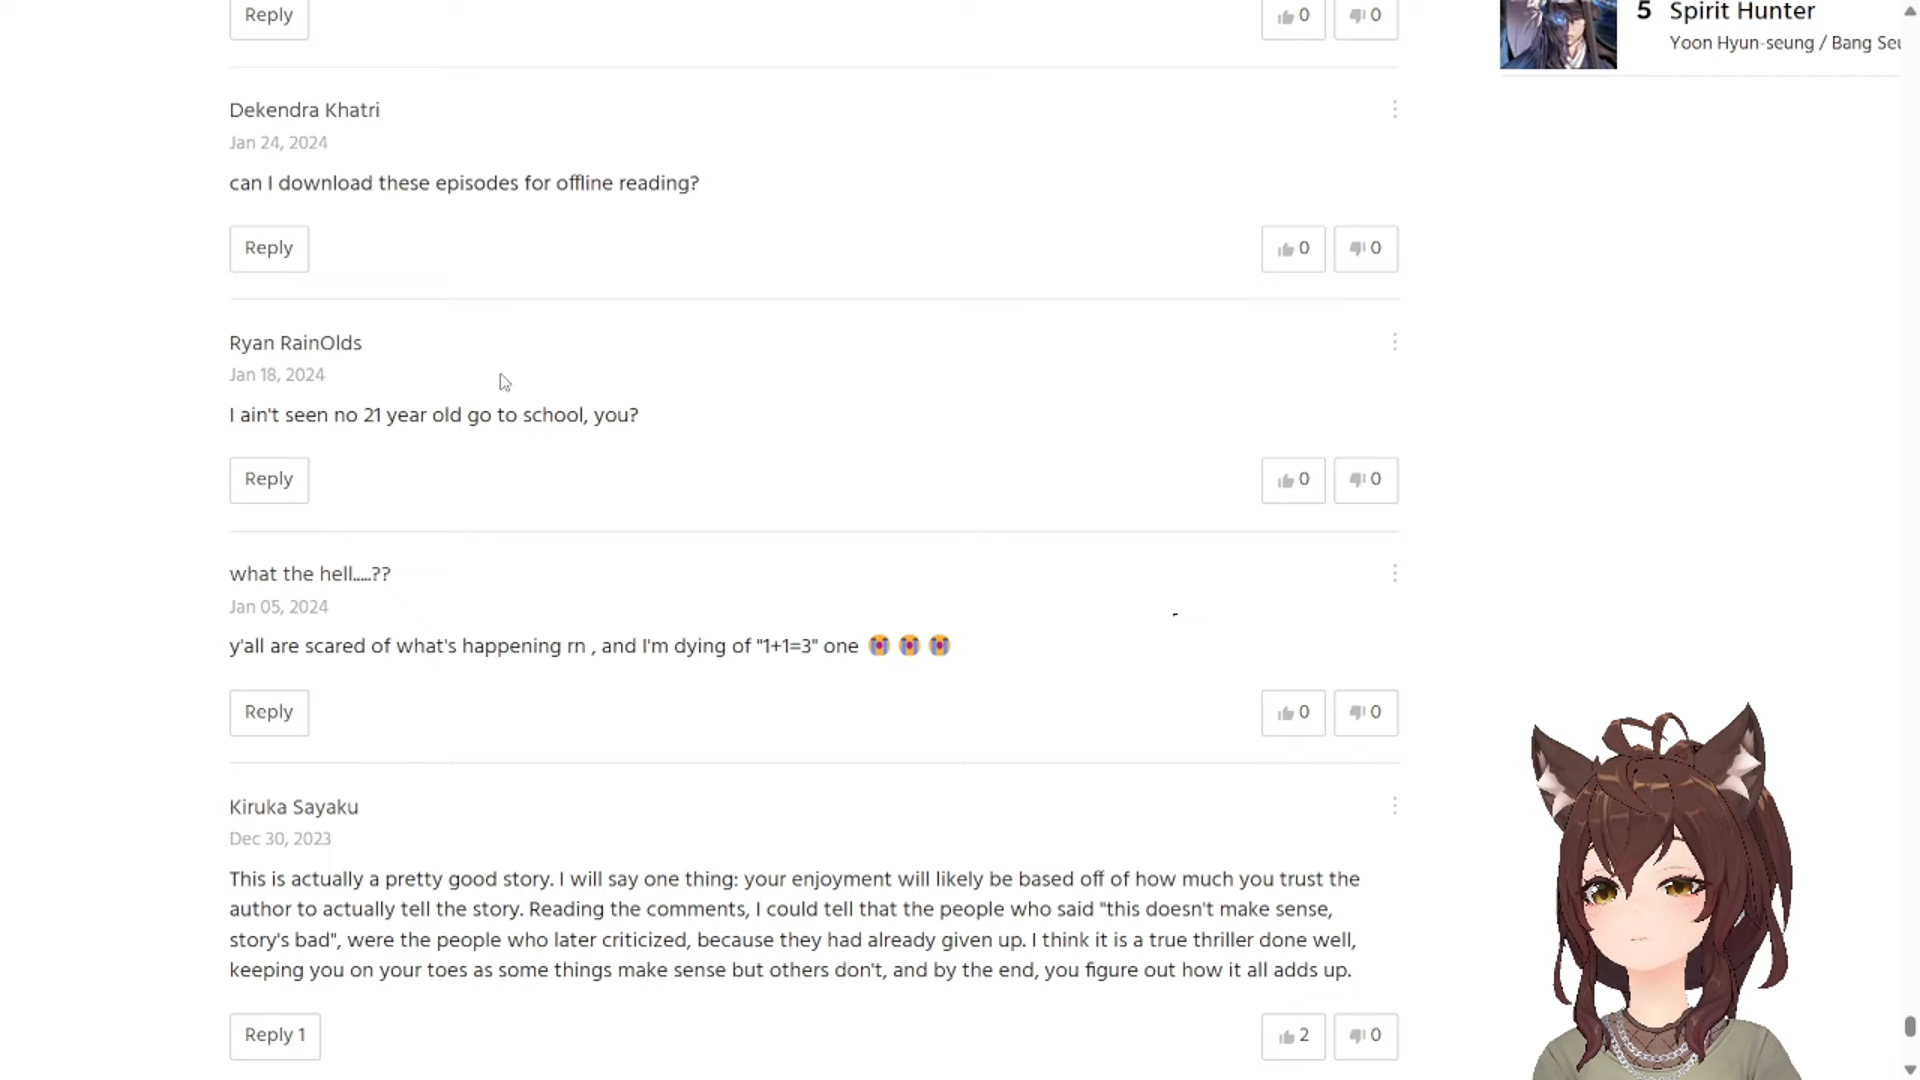 Reply
0
0
5 Spirit Hunter
Yoon Hyun-seung / Bang Seu
Dekendra Khatri
Jan 24, 2024
can I download these episodes for offline reading?
Reply
0
0
Ryan RainOlds
Jan 18, 2024
I ain't seen no 21 year old go to school, you?
Reply
0
0
what the hell.....??
Jan 05, 2024
y'all are scared of what's happening rn , and I'm dying of "1+1=3" one 😭 😭 😭
Reply
0
0
Kiruka Sayaku
Dec 30, 2023
This is actually a pretty good story. I will say one thing: your enjoyment will likely be based off of how much you trust the
author to actually tell the story. Reading the comments, I could tell that the people who said "this doesn't make sense,
story's bad", were the people who later criticized, because they had already given up. I think it is a true thriller done well,
keeping you on your toes as some things make sense but others don't, and by the end, you figure out how it all adds up.
Reply 1
2
0